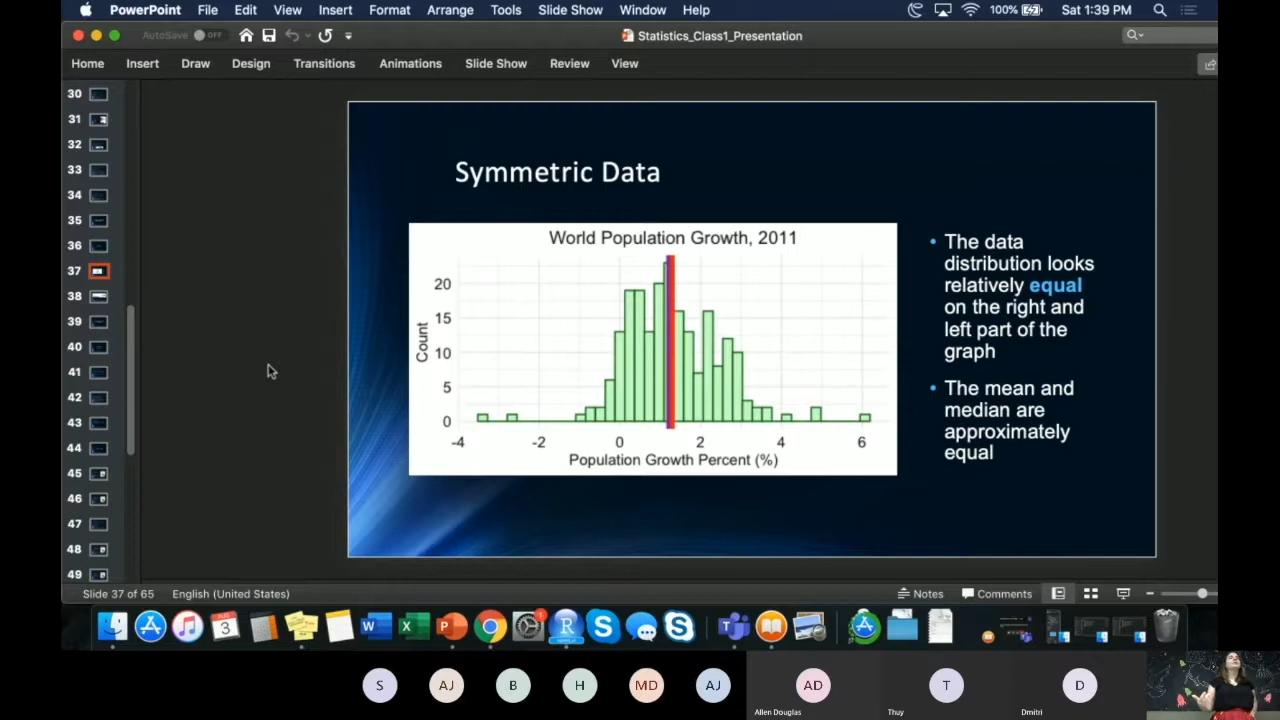 PowerPoint File Edit View Insert Format Arrange Tools Slide Show Window Help 100% Sat 1:39 PM
AutoSave OFF Statistics_Class1_Presentation
Home Insert Draw Design Transitions Animations Slide Show Review View
30
31
32
33
34
35
36
37
38
39
40
41
42
43
44
45
46
47
48
49
Symmetric Data
World Population Growth, 2011
Count
20
15
10
5
0
-4 -2 0 2 4 6
Population Growth Percent (%)
• The data
distribution looks
relatively equal
on the right and
left part of the
graph
• The mean and
median are
approximately
equal
Slide 37 of 65 English (United States) Notes Comments
3 W X P 1 R S S T
S AJ B H MD AJ AD T D
Allen Douglas Thuy Dmitri